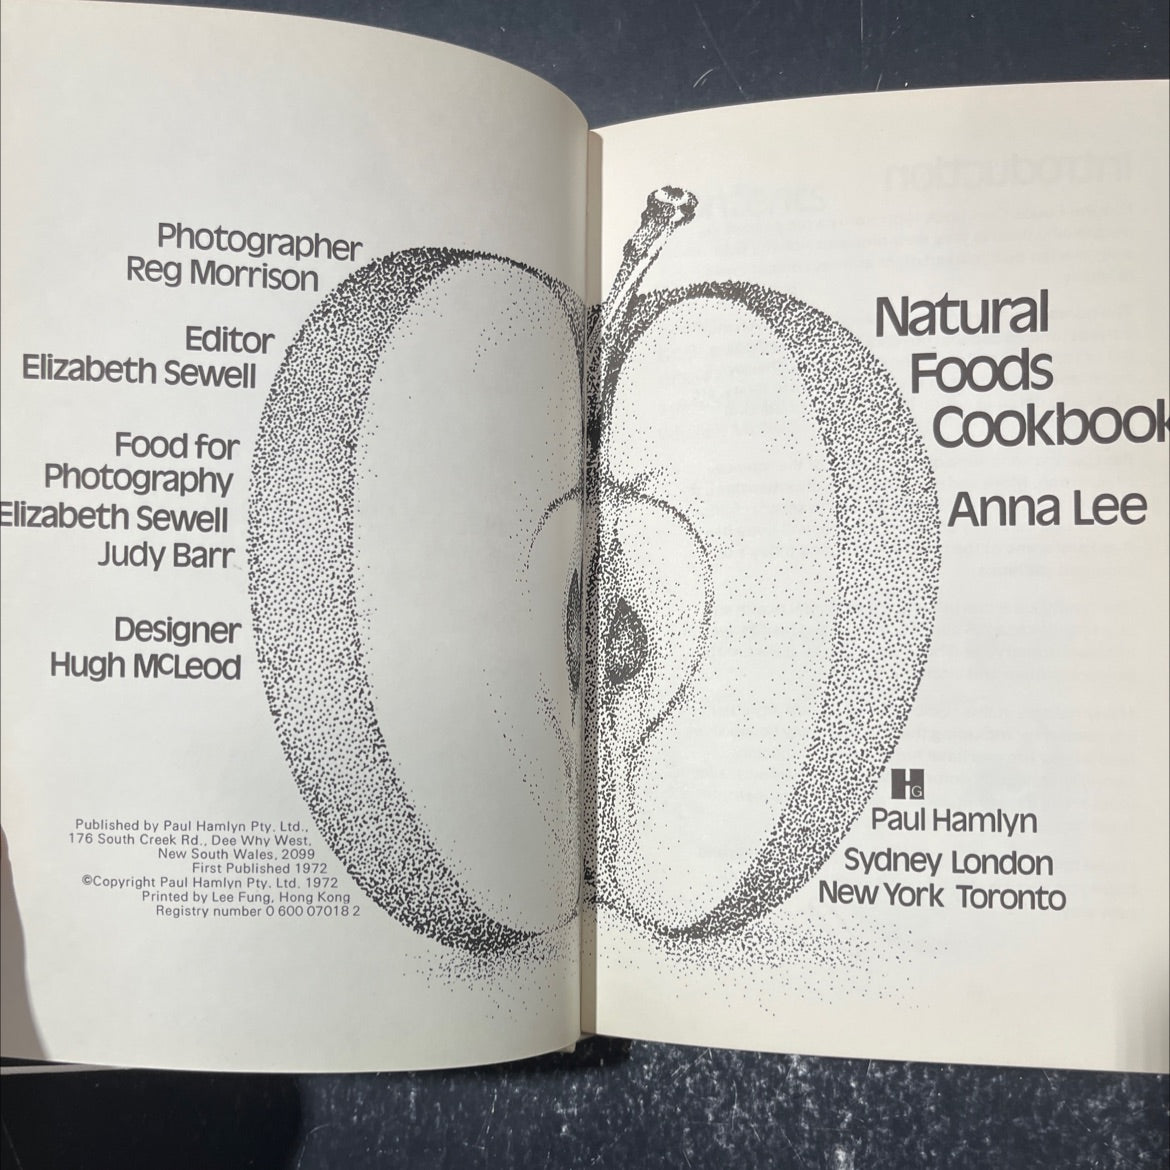 Photographer
Reg Morrison
Editor
Elizabeth Sewell
Food for
Photography
Elizabeth Sewell
Judy Barr
Designer
Hugh McLeod
Published by Paul Hamlyn Pty. Ltd.,
176 South Creek Rd., Dee Why West,
New South Wales, 2099
First Published 1972
©Copyright Paul Hamlyn Pty. Ltd. 1972
Printed by Lee Fung, Hong Kong
Registry number 0 600 07018 2
Natural
Foods
Cookbook
Anna Lee
HG
Paul Hamlyn
Sydney London
New York Toronto